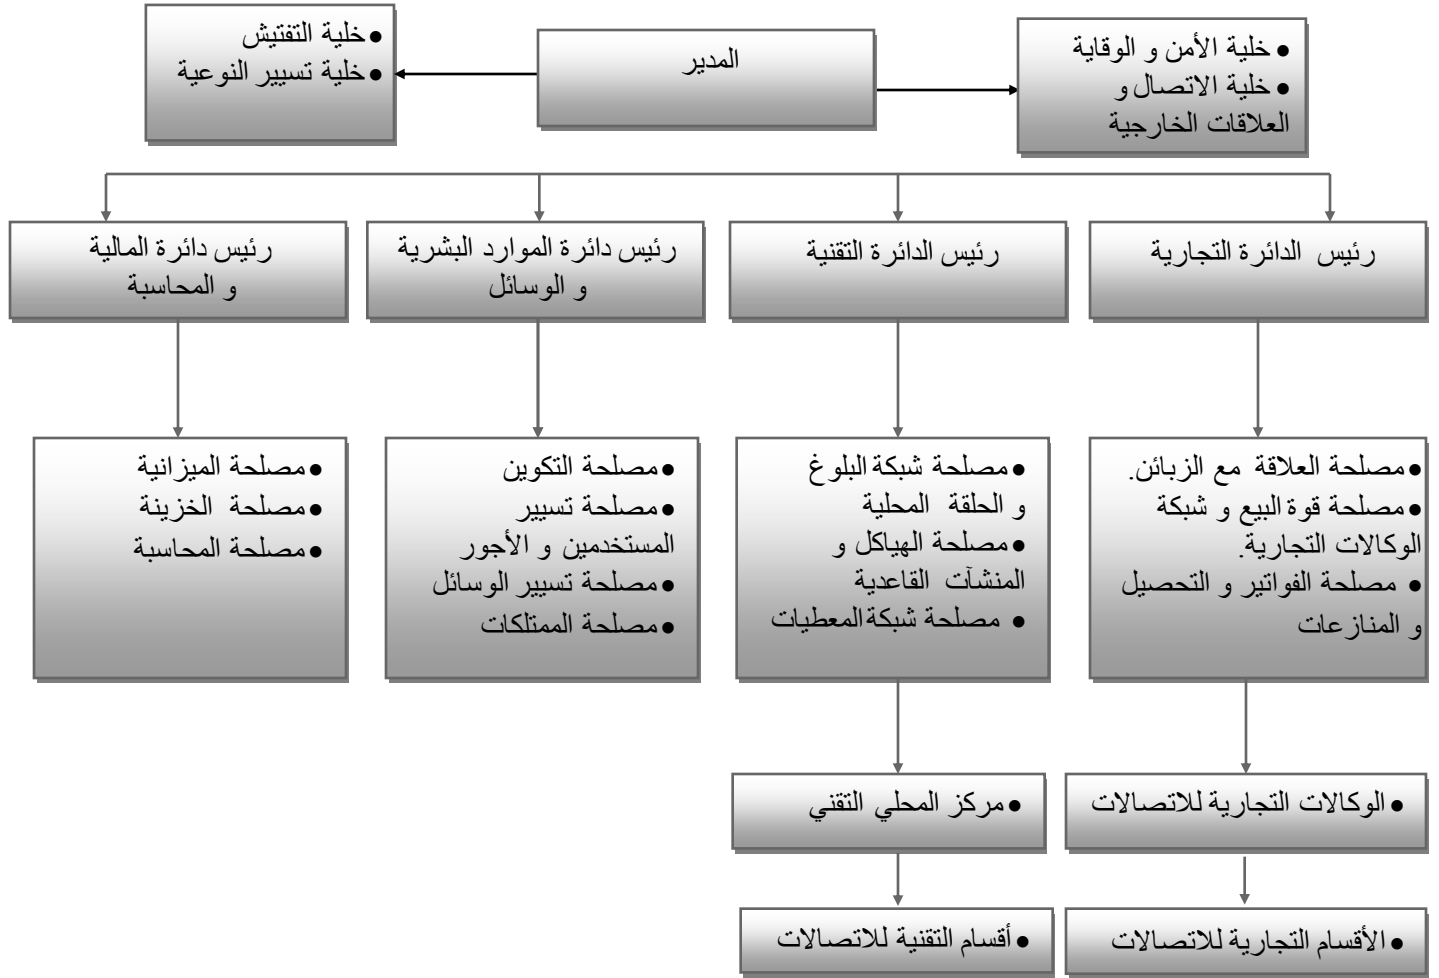 المدير
• خلية الأمن و الوقاية
• خلية الاتصال و
العلاقات الخارجية
• خلية التفتيش
• خلية تسيير النوعية
رئيس الدائرة التجارية
رئيس الدائرة التقنية
رئيس دائرة الموارد البشرية
و الوسائل
رئيس دائرة المالية
و المحاسبة
• مصلحة العلاقة مع الزبائن.
• مصلحة قوة البيع و شبكة
الوكالات التجارية.
• مصلحة الفواتير و التحصيل
و المنازعات
• مصلحة شبكة البلوغ
و الحلقة المحلية
• مصلحة الهياكل و
المنشآت القاعدية
• مصلحة شبكة المعطيات
• مصلحة التكوين
• مصلحة تسيير
المستخدمين و الأجور
• مصلحة تسيير الوسائل
• مصلحة الممتلكات
• مصلحة الميزانية
• مصلحة الخزينة
• مصلحة المحاسبة
• الوكالات التجارية للاتصالات
• مركز المحلي التقني
• الأقسام التجارية للاتصالات
• أقسام التقنية للاتصالات